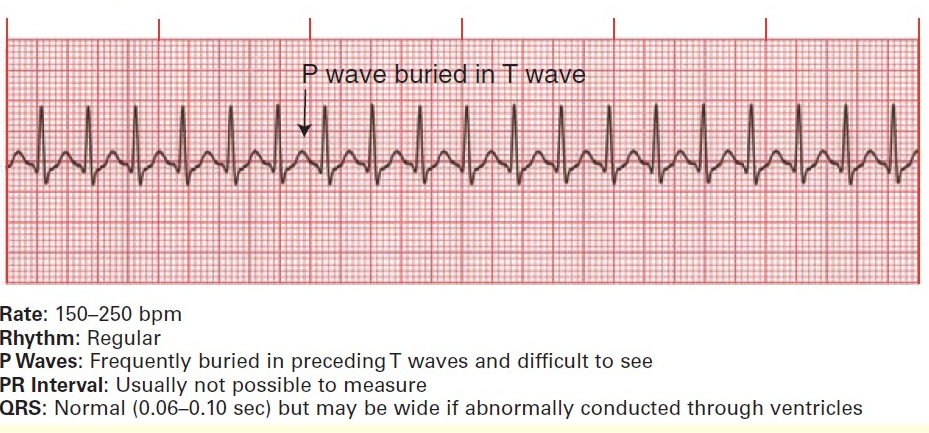 P wave buried in T wave
Rate: 150–250 bpm
Rhythm: Regular
P Waves: Frequently buried in preceding T waves and difficult to see
PR Interval: Usually not possible to measure
QRS: Normal (0.06–0.10 sec) but may be wide if abnormally conducted through ventricles